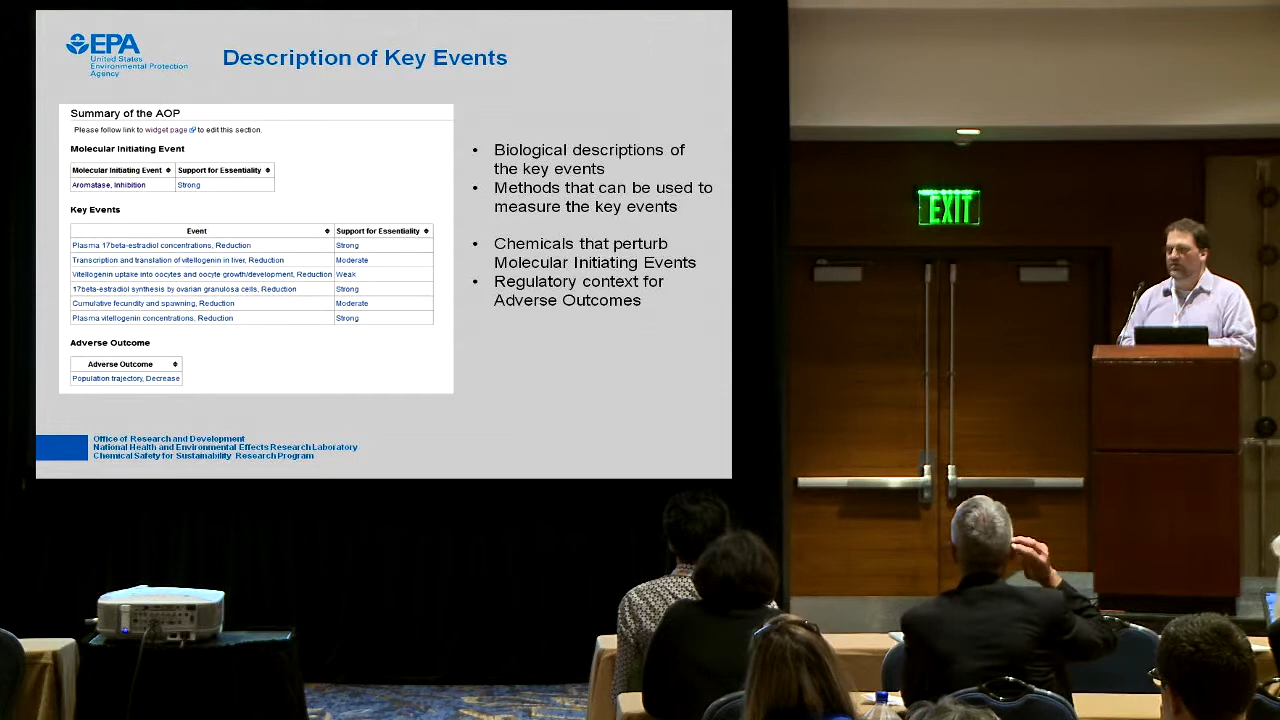 EPA
United States
Environmental Protection
Agency
Description of Key Events
Summary of the AOP
Please follow link to widget page to edit this section.
Molecular Initiating Event
Molecular Initiating Event Support for Essentiality
Aromatase, Inhibition Strong
Key Events
Event Support for Essentiality
Plasma 17beta-estradiol concentrations, Reduction Strong
Transcription and translation of vitellogenin in liver, Reduction Moderate
Vitellogenin uptake into oocytes and oocyte growth/development, Reduction Weak
17beta-estradiol synthesis by ovarian granulosa cells, Reduction Strong
Cumulative fecundity and spawning, Reduction Moderate
Plasma vitellogenin concentrations, Reduction Strong
Adverse Outcome
Adverse Outcome
Population trajectory, Decrease
• Biological descriptions of
the key events
• Methods that can be used to
measure the key events
• Chemicals that perturb
Molecular Initiating Events
• Regulatory context for
Adverse Outcomes
Office of Research and Development
National Health and Environmental Effects Research Laboratory
Chemical Safety for Sustainability Research Program
EXIT